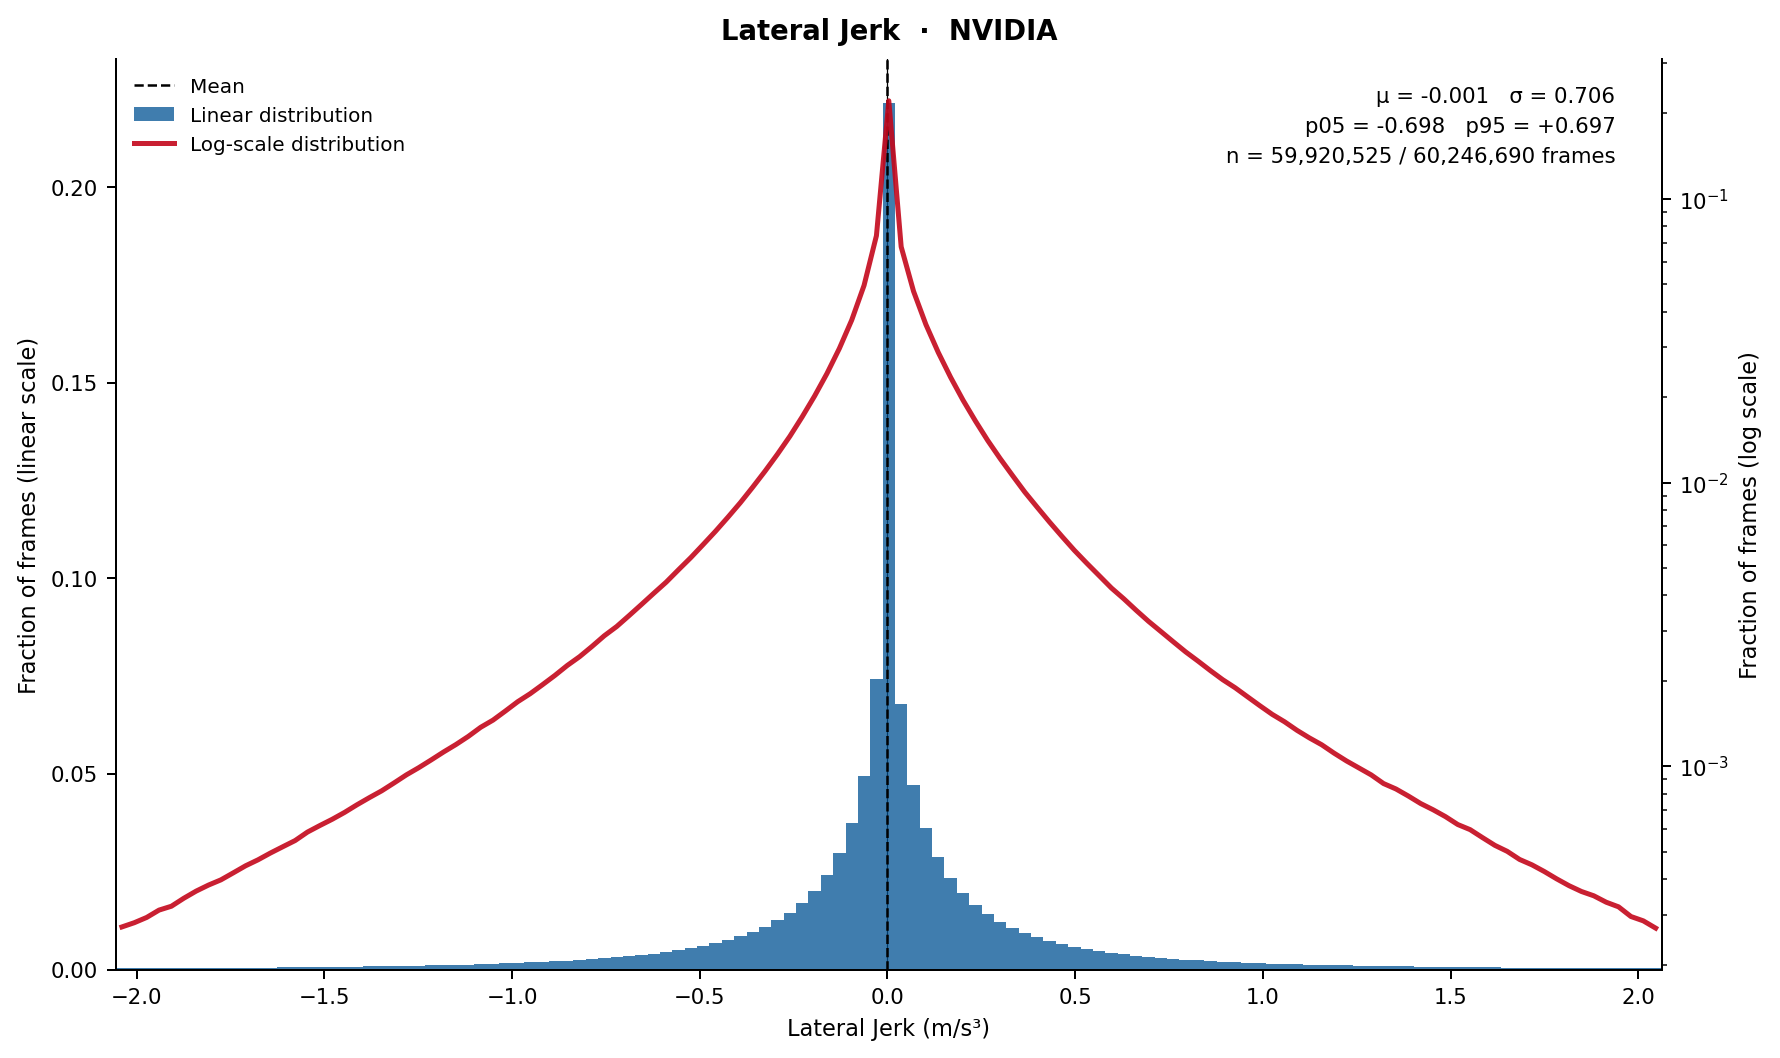 Lateral Jerk · NVIDIA
Mean
Linear distribution
Log-scale distribution
μ = -0.001 σ = 0.706
p05 = -0.698 p95 = +0.697
n = 59,920,525 / 60,246,690 frames
Fraction of frames (linear scale)
0.20
0.15
0.10
0.05
0.00
10⁻¹
10⁻²
10⁻³
Fraction of frames (log scale)
−2.0 −1.5 −1.0 −0.5 0.0 0.5 1.0 1.5 2.0
Lateral Jerk (m/s³)